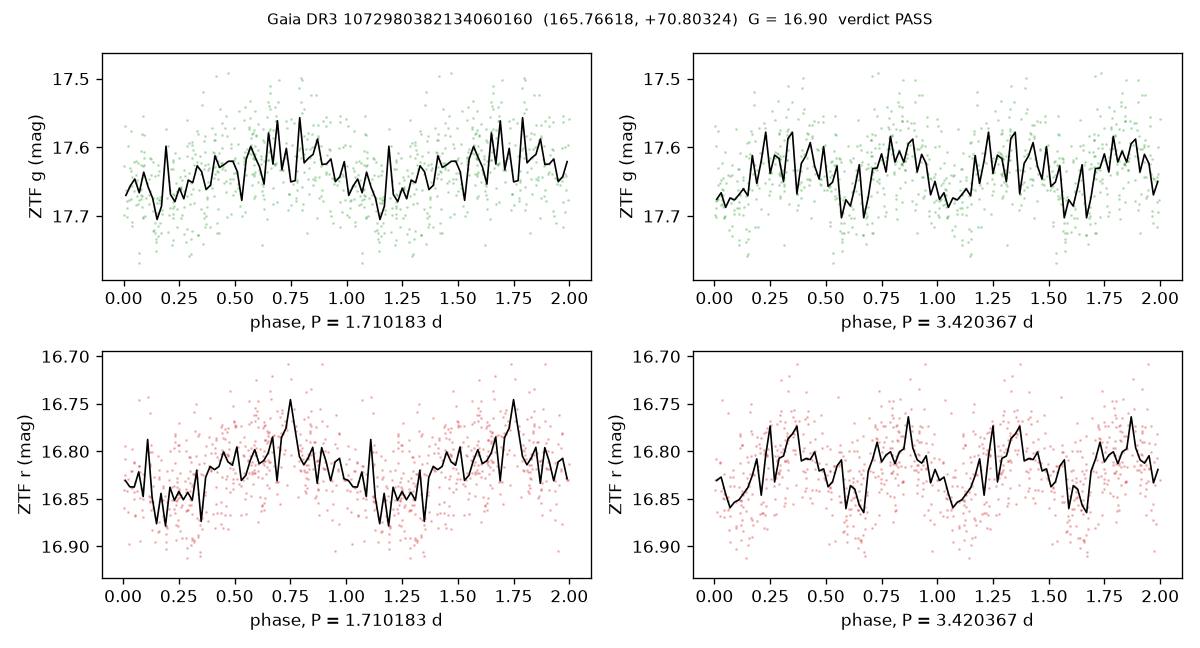 Gaia DR3 1072980382134060160 (165.76618, +70.80324) G = 16.90 verdict PASS
ZTF g (mag)
17.5
17.6
17.7
0.00 0.25 0.50 0.75 1.00 1.25 1.50 1.75 2.00
phase, P = 1.710183 d
ZTF g (mag)
17.5
17.6
17.7
0.00 0.25 0.50 0.75 1.00 1.25 1.50 1.75 2.00
phase, P = 3.420367 d
ZTF r (mag)
16.70
16.75
16.80
16.85
16.90
0.00 0.25 0.50 0.75 1.00 1.25 1.50 1.75 2.00
phase, P = 1.710183 d
ZTF r (mag)
16.70
16.75
16.80
16.85
16.90
0.00 0.25 0.50 0.75 1.00 1.25 1.50 1.75 2.00
phase, P = 3.420367 d